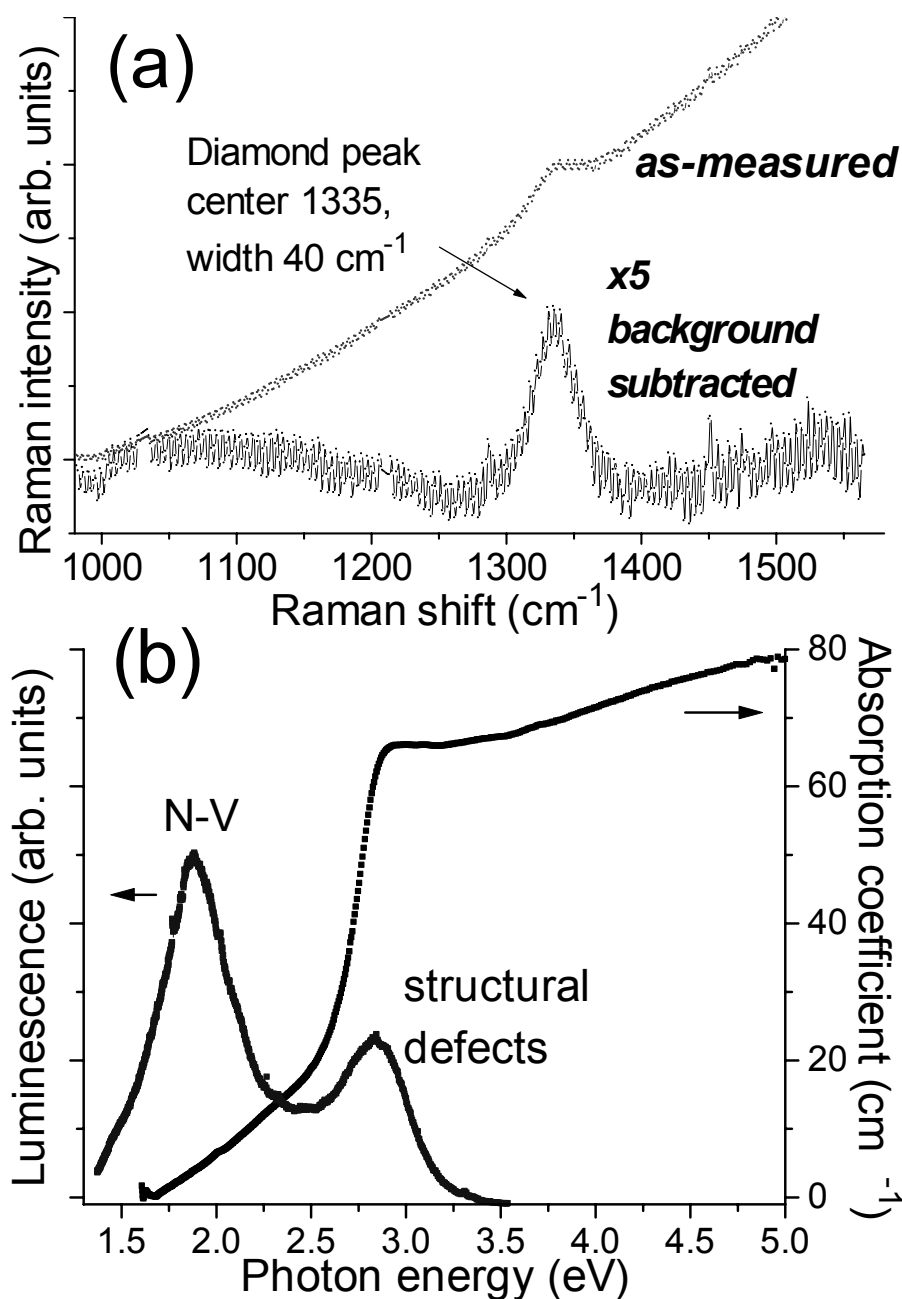 (a)
Raman intensity (arb. units)
Diamond peak
center 1335,
width 40 cm⁻¹
as-measured
x5
background
subtracted
1000 1100 1200 1300 1400 1500
Raman shift (cm⁻¹)
(b)
Luminescence (arb. units)
N-V
structural
defects
80
60
40
20
0
Absorption coefficient (cm⁻¹)
1.5 2.0 2.5 3.0 3.5 4.0 4.5 5.0
Photon energy (eV)